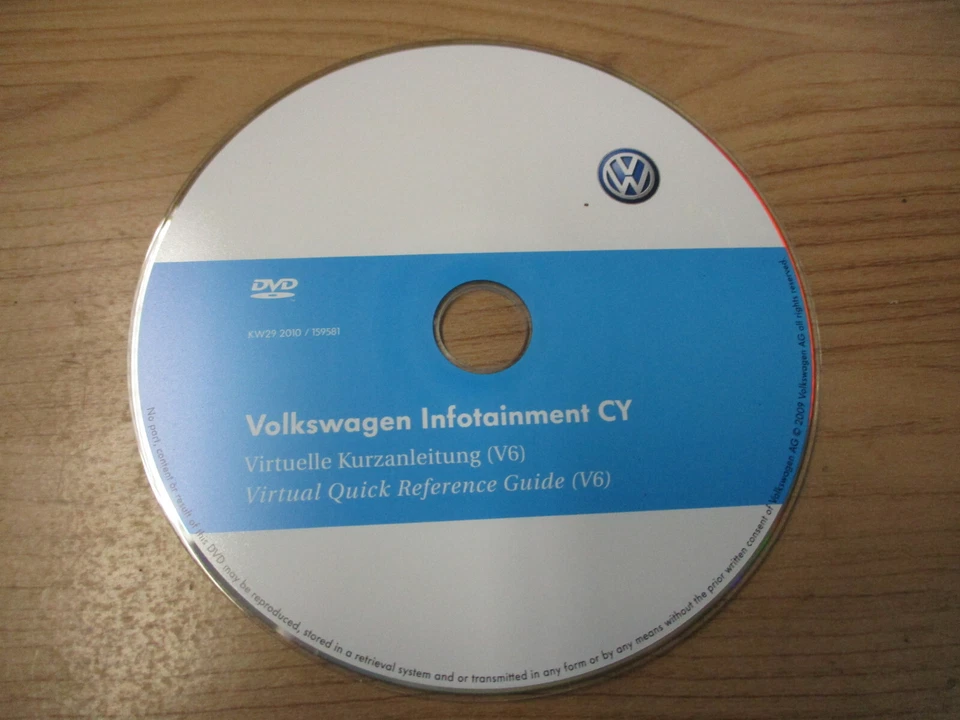 VW
DVD
KW29 2010 / 159581
Volkswagen Infotainment CY
Virtuelle Kurzanleitung (V6)
Virtual Quick Reference Guide (V6)
No part, content or result of this DVD may be reproduced, stored in a retrieval system and or transmitted in any form or by any means without the prior written consent of Volkswagen AG © 2009 Volkswagen AG all rights reserved.